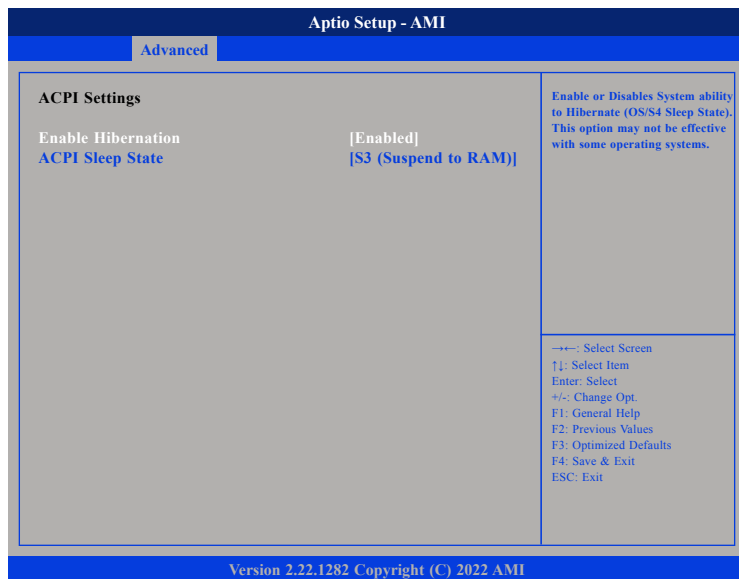 Aptio Setup - AMI
Advanced
ACPI Settings
Enable Hibernation [Enabled]
ACPI Sleep State [S3 (Suspend to RAM)]
Enable or Disables System ability
to Hibernate (OS/S4 Sleep State).
This option may not be effective
with some operating systems.
→←: Select Screen
↑↓: Select Item
Enter: Select
+/-: Change Opt.
F1: General Help
F2: Previous Values
F3: Optimized Defaults
F4: Save & Exit
ESC: Exit
Version 2.22.1282 Copyright (C) 2022 AMI